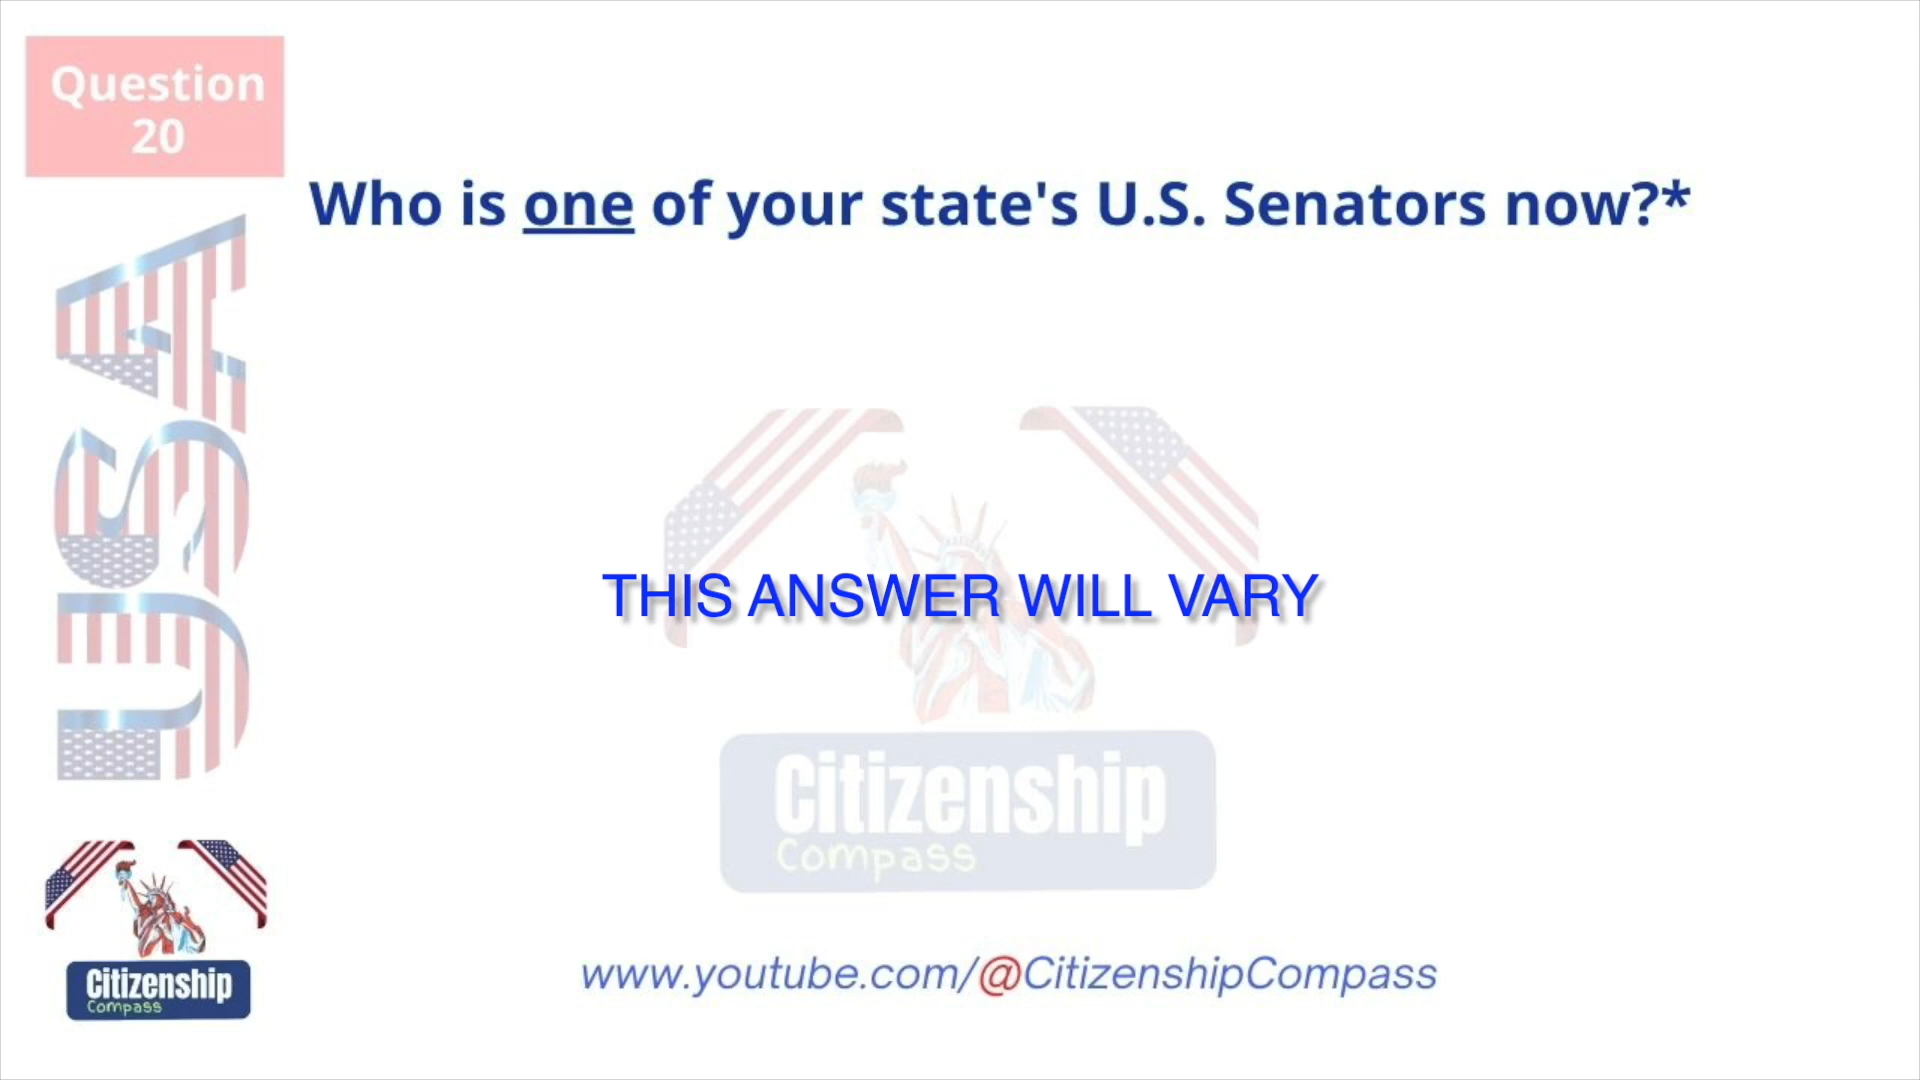 Question
20
Who is one of your state's U.S. Senators now?*
THIS ANSWER WILL VARY
Citizenship
Compass
Citizenship
Compass
www.youtube.com/@CitizenshipCompass
USA